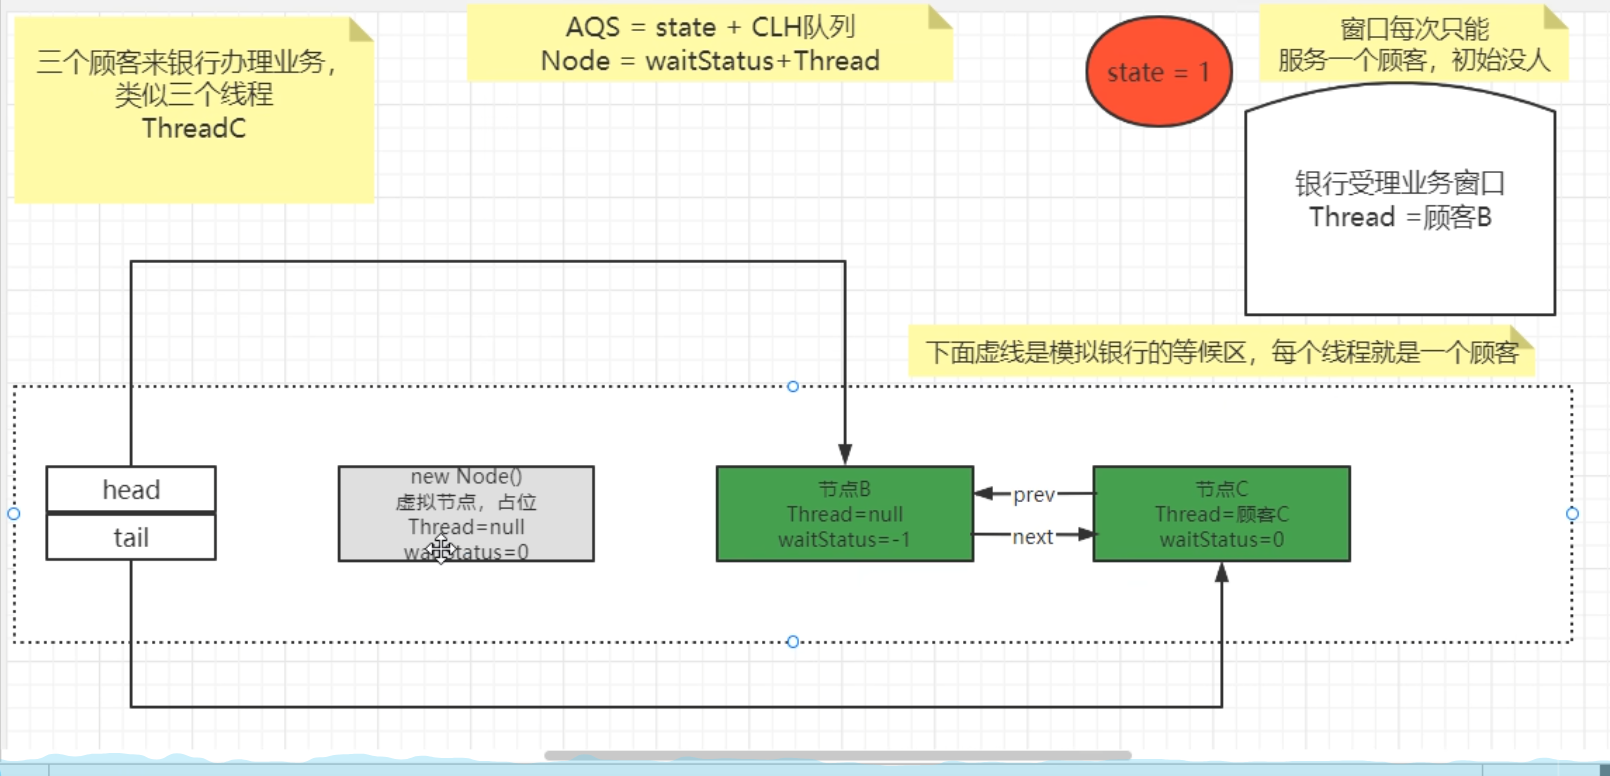 三个顾客来银行办理业务，
类似三个线程
ThreadC
AQS = state + CLH队列
Node = waitStatus+Thread
state = 1
窗口每次只能
服务一个顾客，初始没人
银行受理业务窗口
Thread =顾客B
下面虚线是模拟银行的等候区，每个线程就是一个顾客
head
tail
new Node()
虚拟节点，占位
Thread=null
waitStatus=0
节点B
Thread=null
waitStatus=-1
prev
next
节点C
Thread=顾客C
waitStatus=0